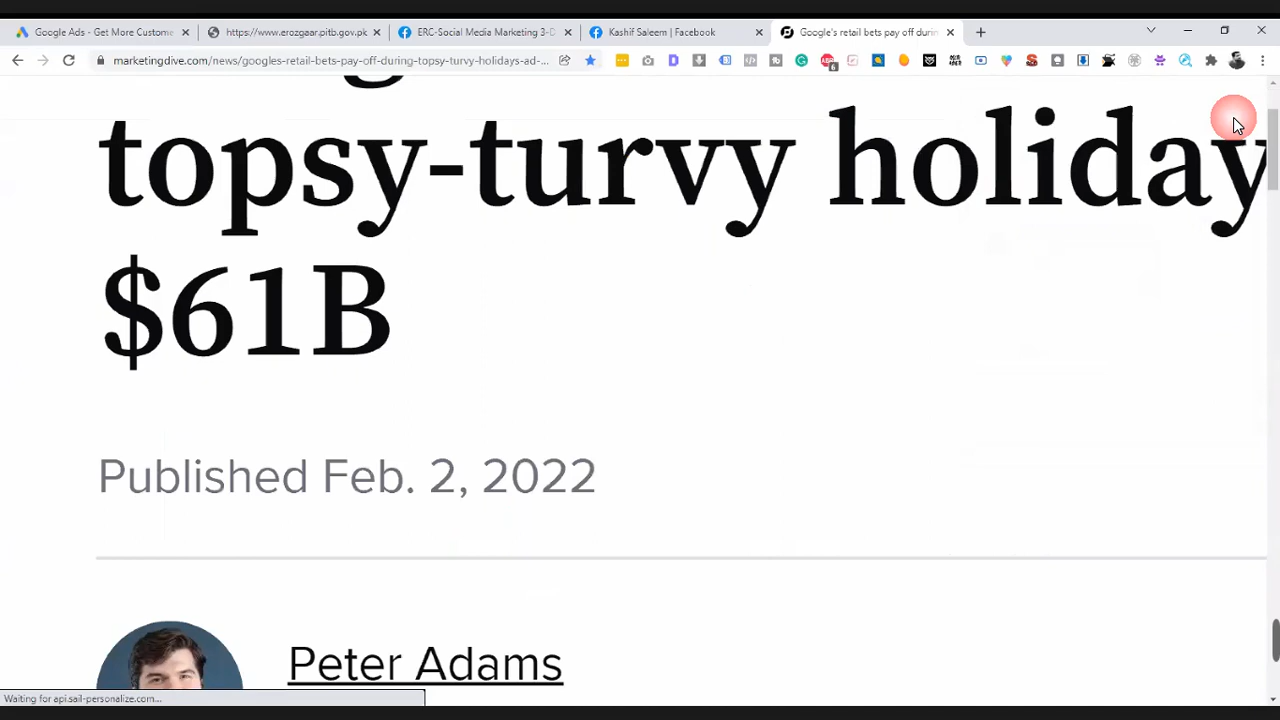 Google Ads - Get More Custome
https://www.erozgaar.pitb.gov.pk
ERC-Social Media Marketing 3-D
Kashif Saleem | Facebook
Google's retail bets pay off durin
marketingdive.com/news/googles-retail-bets-pay-off-during-topsy-turvy-holidays-ad...
topsy-turvy holiday
$61B
Published Feb. 2, 2022
Peter Adams
Waiting for api.sail-personalize.com...